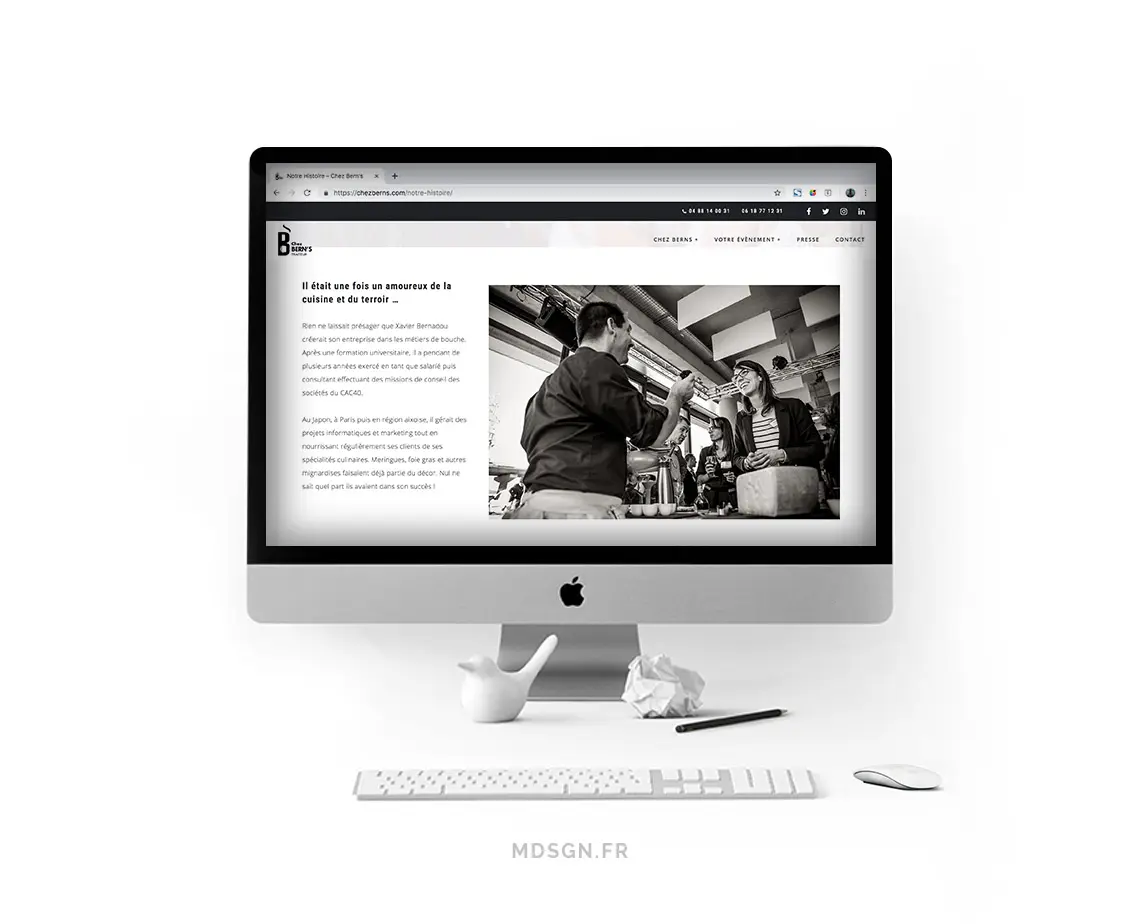 Notre Histoire – Chez Bern's
https://chezberns.com/notre-histoire/
04 88 14 00 31 06 18 77 12 31
Chez
BERN'S
TRAITEUR
CHEZ BERNS VOTRE ÉVÈNEMENT PRESSE CONTACT
Il était une fois un amoureux de la
cuisine et du terroir ...
Rien ne laissait présager que Xavier Bernadou
créerait son entreprise dans les métiers de bouche.
Après une formation universitaire, il a pendant de
plusieurs années exercé en tant que salarié puis
consultant effectuant des missions de conseil des
sociétés du CAC40.
Au Japon, à Paris puis en région aixoise, il gérait des
projets informatiques et marketing tout en
nourrissant régulièrement ses clients de ses
spécialités culinaires. Meringues, foie gras et autres
mignardises faisaient déjà partie du décor. Nul ne
sait quel part ils avaient dans son succès !
MDSGN.FR